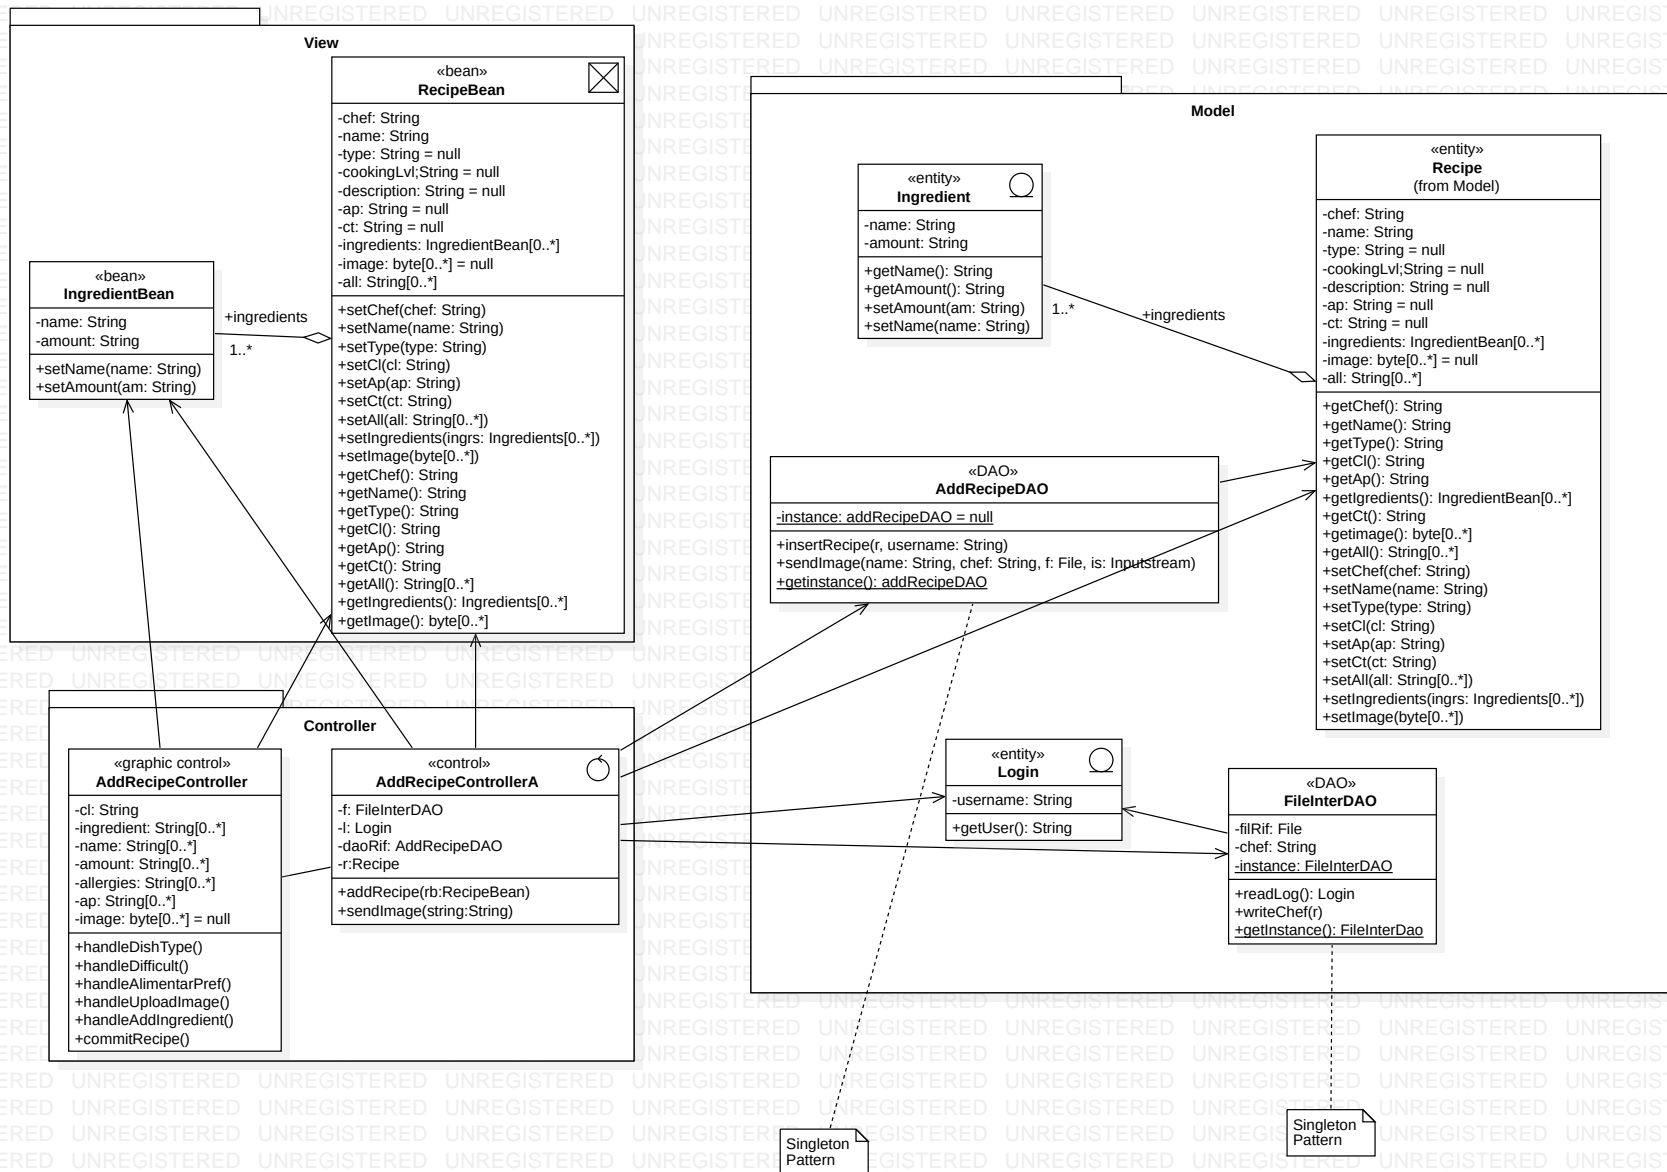 View
«bean»
RecipeBean
-chef: String
-name: String
-type: String = null
-cookingLvl;String = null
-description: String = null
-ap: String = null
-ct: String = null
-ingredients: IngredientBean[0..*]
-image: byte[0..*] = null
-all: String[0..*]
+setChef(chef: String)
+setName(name: String)
+setType(type: String)
+setCl(cl: String)
+setAp(ap: String)
+setCt(ct: String)
+setAll(all: String[0..*])
+setIngredients(ingrs: Ingredients[0..*])
+setImage(byte[0..*])
+getChef(): String
+getName(): String
+getType(): String
+getCl(): String
+getAp(): String
+getCt(): String
+getAll(): String[0..*]
+getIngredients(): Ingredients[0..*]
+getImage(): byte[0..*]
«bean»
IngredientBean
-name: String
-amount: String
+setName(name: String)
+setAmount(am: String)
+ingredients
1..*
Controller
«graphic control»
AddRecipeController
-cl: String
-ingredient: String[0..*]
-name: String[0..*]
-amount: String[0..*]
-allergies: String[0..*]
-ap: String[0..*]
-image: byte[0..*] = null
+handleDishType()
+handleDifficult()
+handleAlimentarPref()
+handleUploadImage()
+handleAddIngredient()
+commitRecipe()
«control»
AddRecipeControllerA
-f: FileInterDAO
-l: Login
-daoRif: AddRecipeDAO
-r:Recipe
+addRecipe(rb:RecipeBean)
+sendImage(string:String)
Model
«entity»
Ingredient
-name: String
-amount: String
+getName(): String
+getAmount(): String
+setAmount(am: String)
+setName(name: String)
1..*
+ingredients
«entity»
Recipe
(from Model)
-chef: String
-name: String
-type: String = null
-cookingLvl;String = null
-description: String = null
-ap: String = null
-ct: String = null
-ingredients: IngredientBean[0..*]
-image: byte[0..*] = null
-all: String[0..*]
+getChef(): String
+getName(): String
+getType(): String
+getCl(): String
+getAp(): String
+getIgredients(): IngredientBean[0..*]
+getCt(): String
+getimage(): byte[0..*]
+getAll(): String[0..*]
+setChef(chef: String)
+setName(name: String)
+setType(type: String)
+setCl(cl: String)
+setAp(ap: String)
+setCt(ct: String)
+setAll(all: String[0..*])
+setIngredients(ingrs: Ingredients[0..*])
+setImage(byte[0..*])
«DAO»
AddRecipeDAO
-instance: addRecipeDAO = null
+insertRecipe(r, username: String)
+sendImage(name: String, chef: String, f: File, is: Inputstream)
+getinstance(): addRecipeDAO
«entity»
Login
-username: String
+getUser(): String
«DAO»
FileInterDAO
-filRif: File
-chef: String
-instance: FileInterDAO
+readLog(): Login
+writeChef(r)
+getInstance(): FileInterDao
Singleton
Pattern
Singleton
Pattern